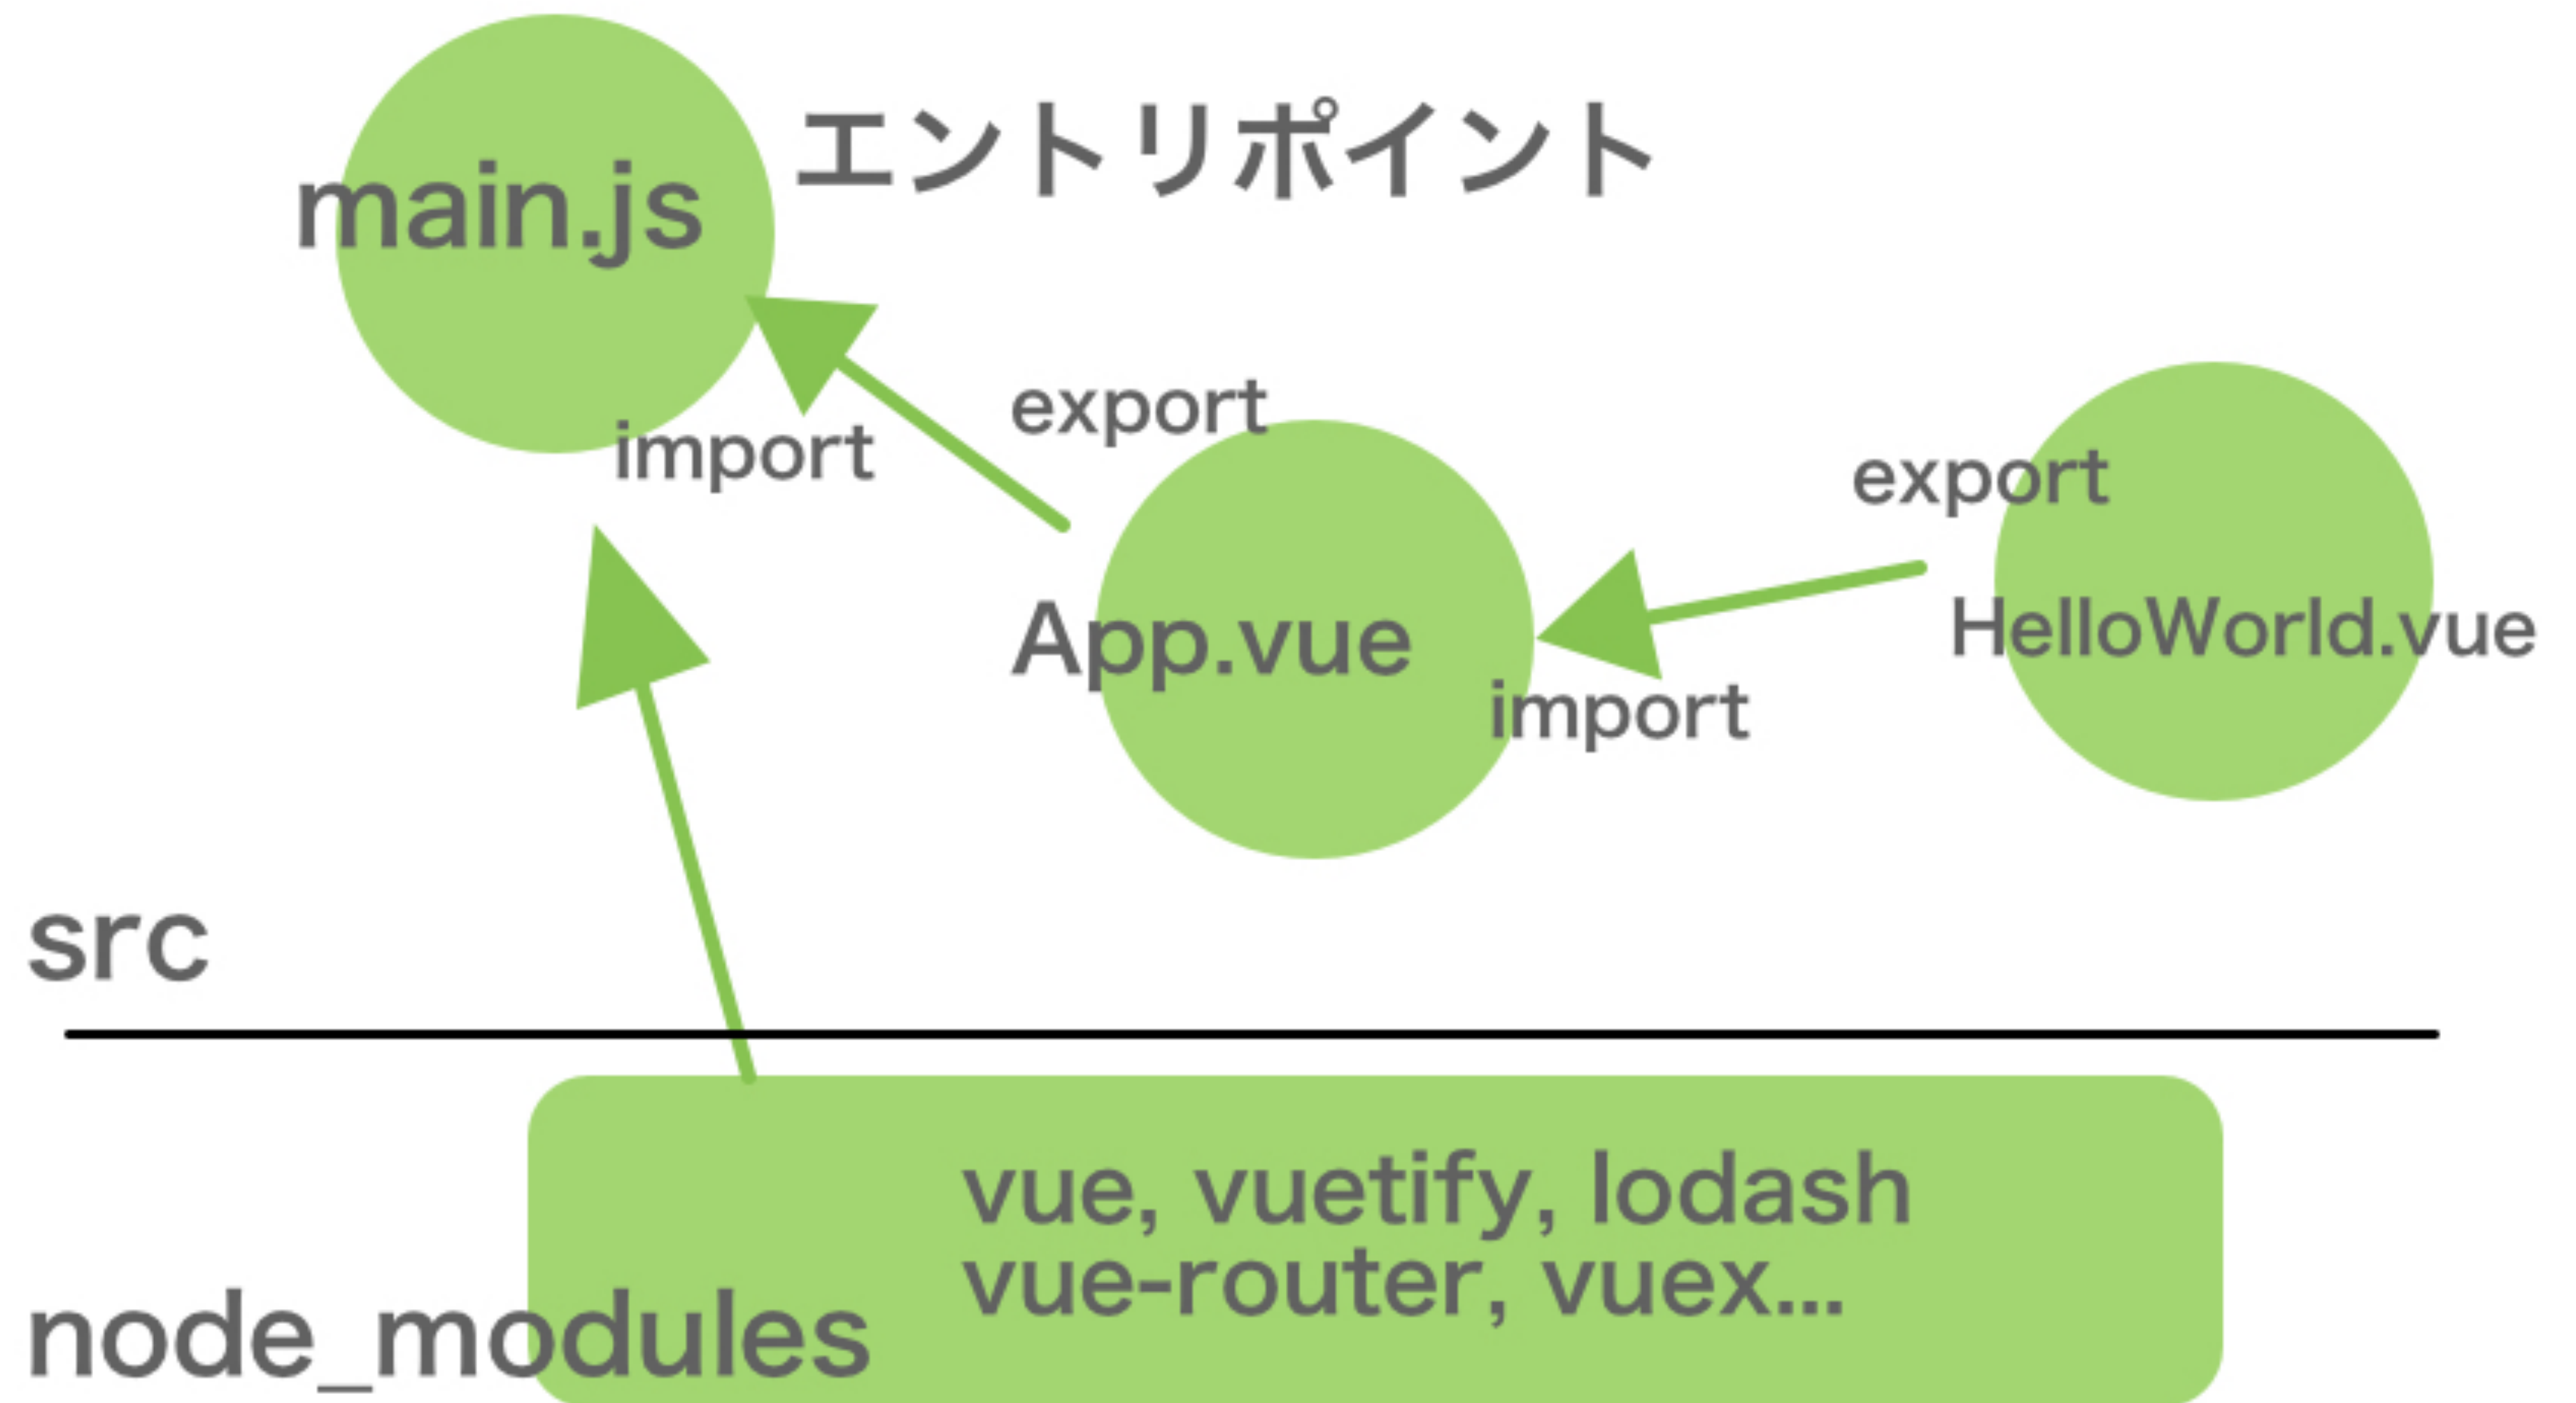 エントリポイント
main.js
export
import
export
HelloWorld.vue
App.vue
import
src
vue, vuetify, lodash
vue-router, vuex...
node_modules